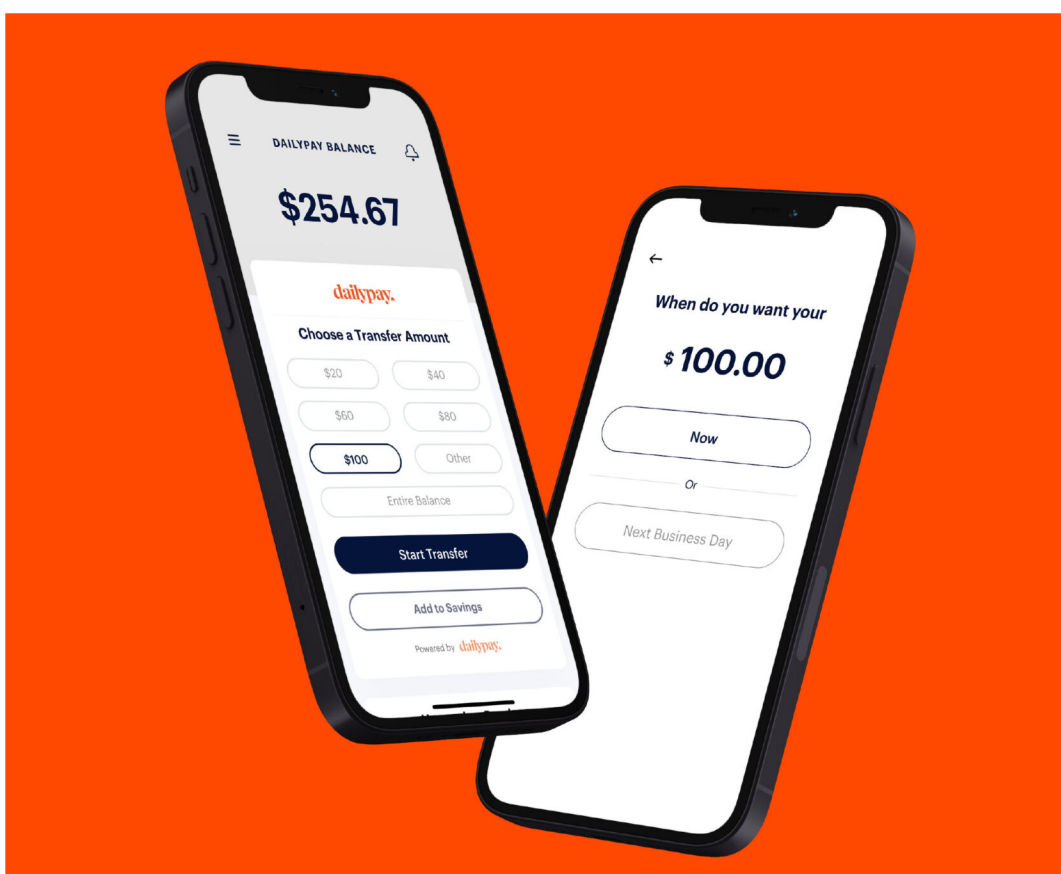 DAILYPAY BALANCE
$254.67
dailypay.
Choose a Transfer Amount
$20
$40
$60
$80
$100
Other
Entire Balance
Start Transfer
Add to Savings
Powered by dailypay.
When do you want your
$ 100.00
Now
Or
Next Business Day